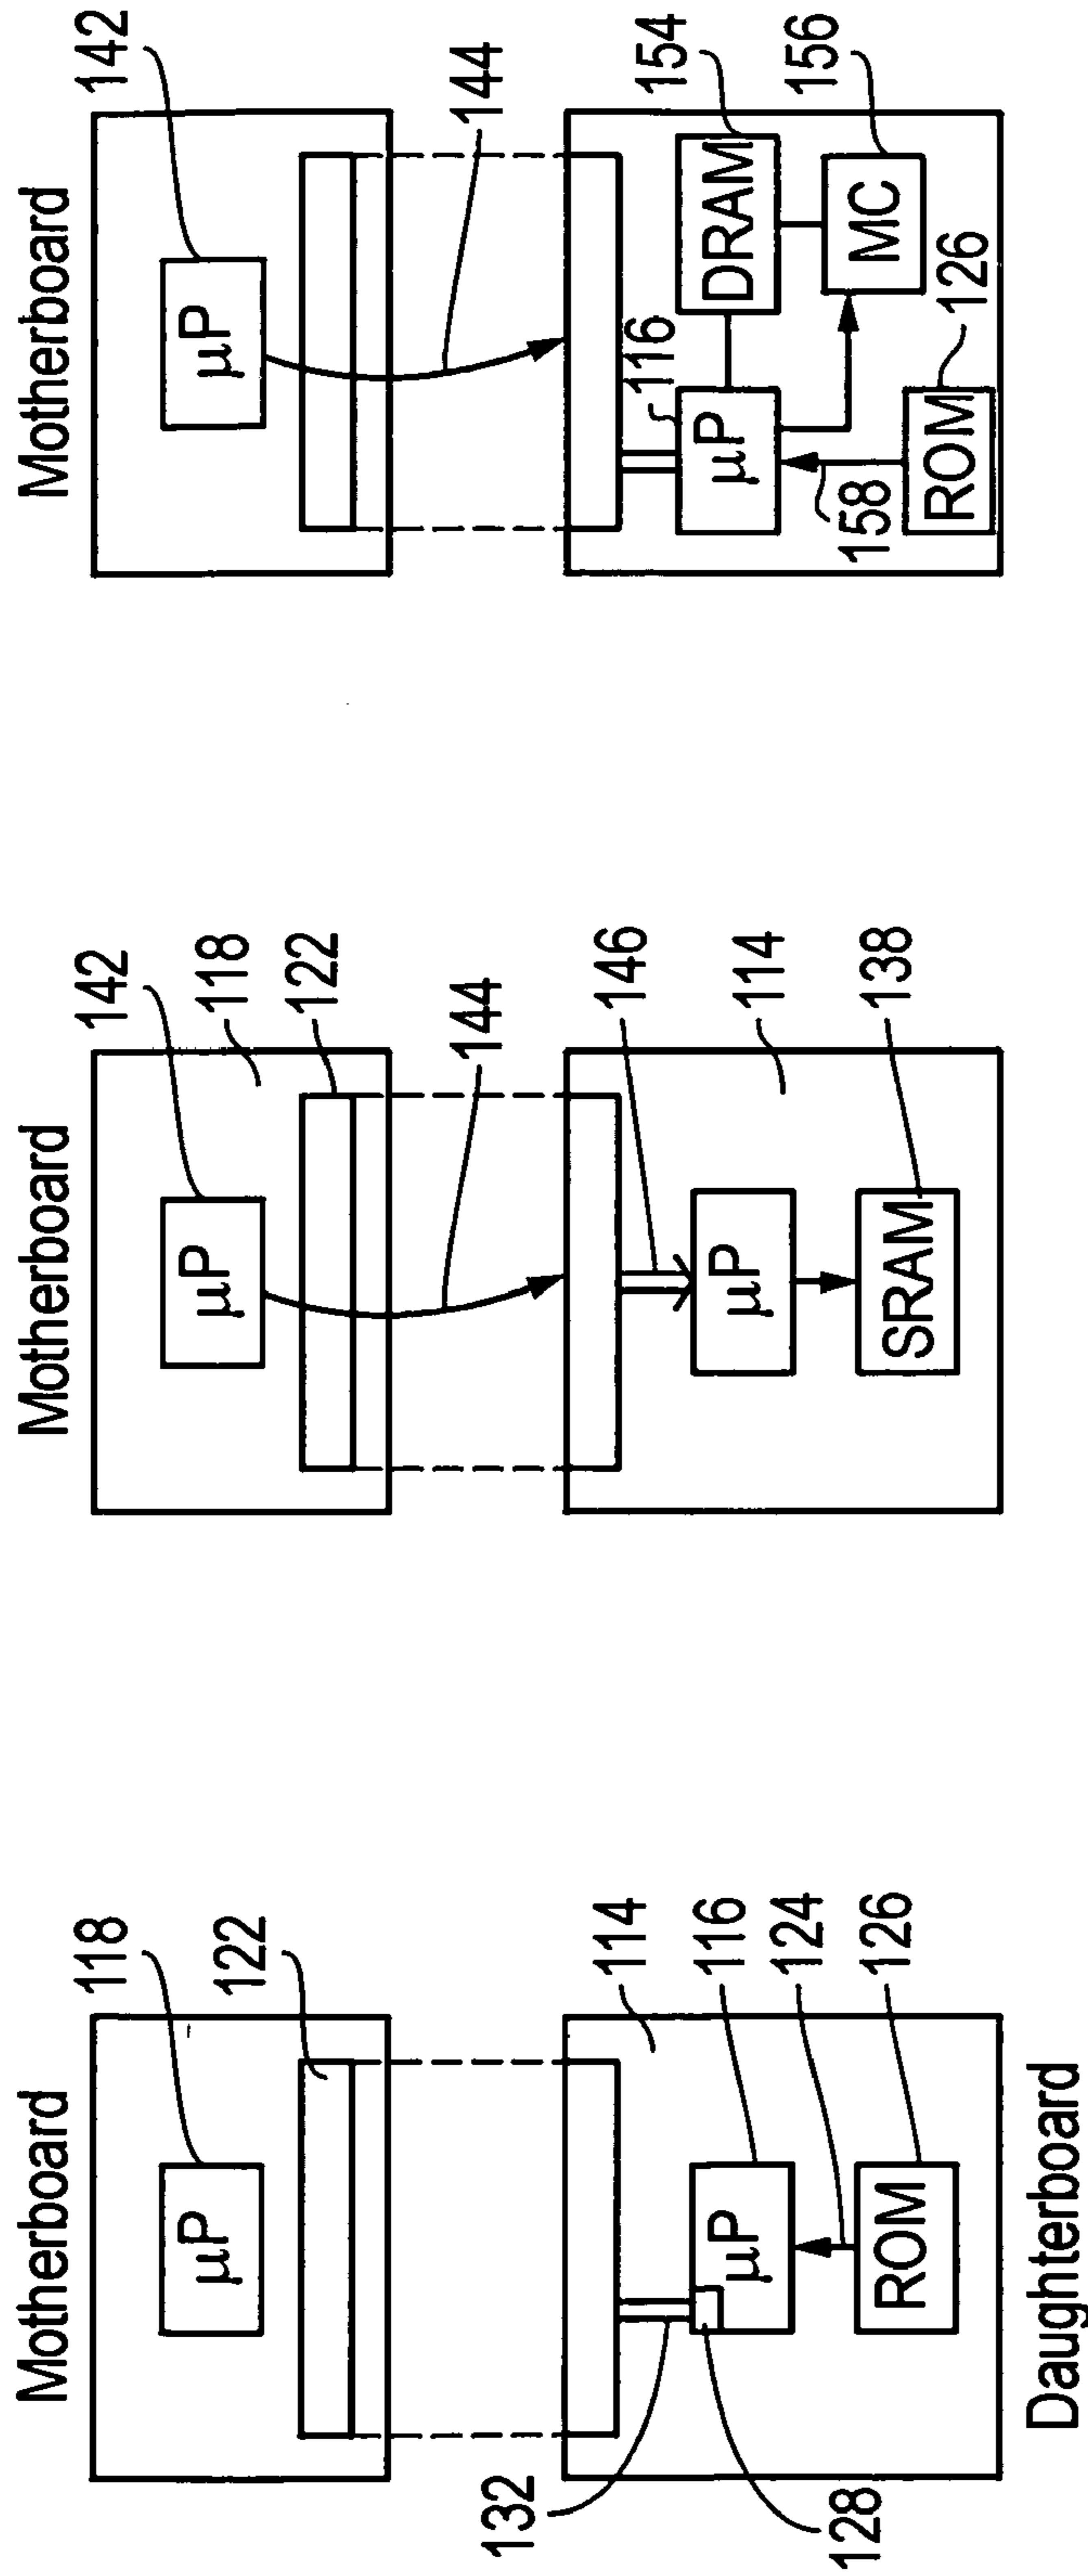 Motherboard
118
μP
122
114
132
116
μP
124
128
126
ROM
Daughterboard
Motherboard
142
118
μP
122
144
146
114
μP
138
SRAM
Motherboard
142
μP
144
116
154
DRAM
μP
156
MC
158
126
ROM